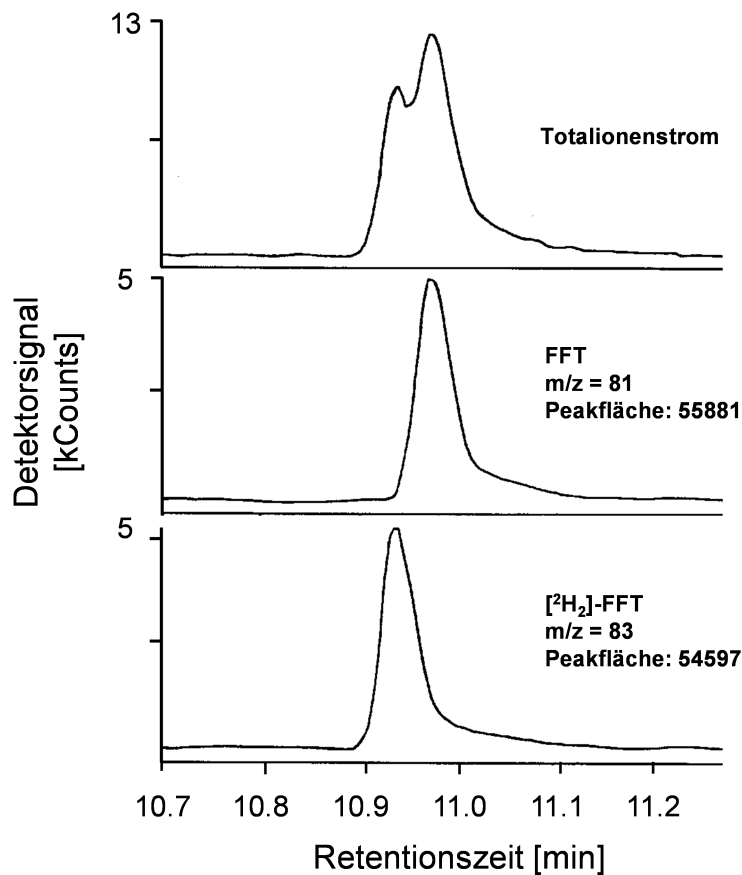 13
Totalionenstrom
5
FFT
m/z = 81
Peakfläche: 55881
5
[²H₂]-FFT
m/z = 83
Peakfläche: 54597
Detektorsignal
[kCounts]
10.7 10.8 10.9 11.0 11.1 11.2
Retentionszeit [min]